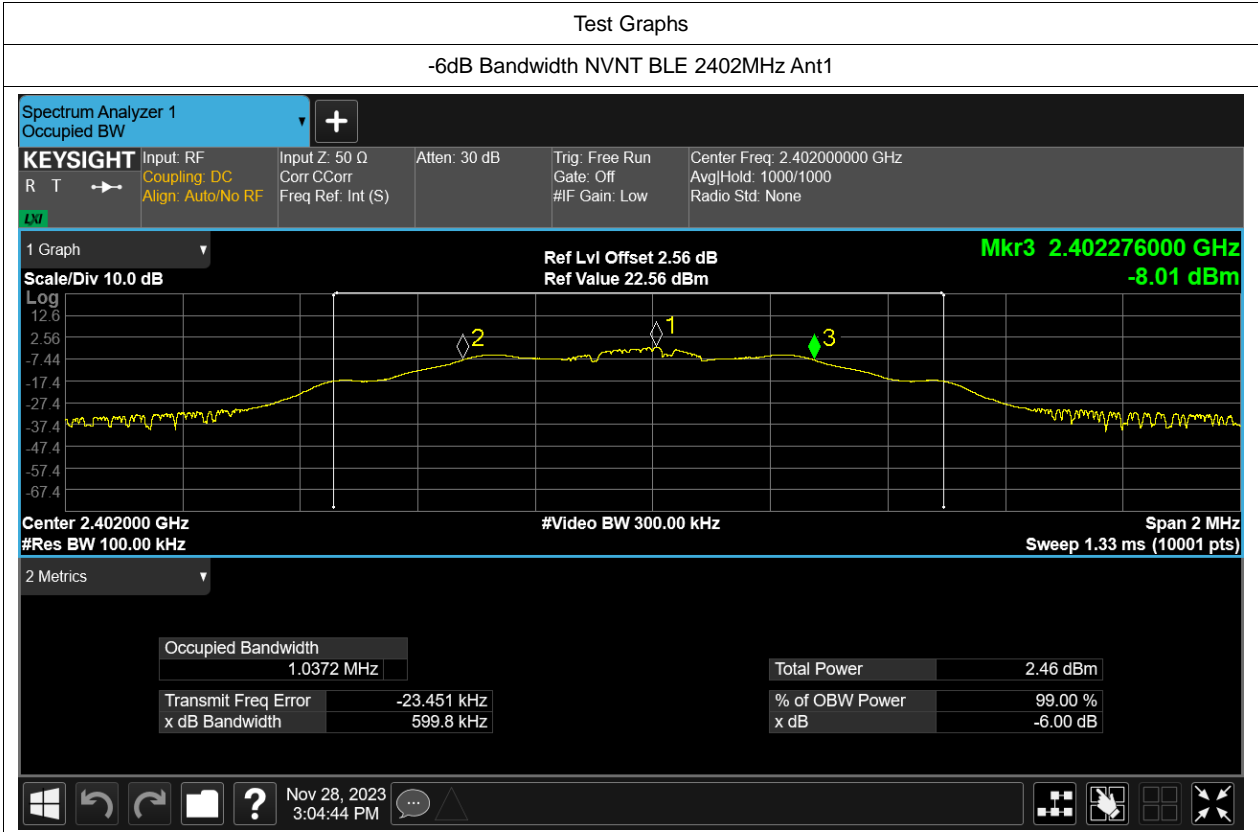 Test Graphs
-6dB Bandwidth NVNT BLE 2402MHz Ant1
Spectrum Analyzer 1
Occupied BW
KEYSIGHT Input: RF Input Z: 50 Ω Atten: 30 dB Trig: Free Run Center Freq: 2.402000000 GHz
R T Coupling: DC Corr CCorr Gate: Off Avg|Hold: 1000/1000
Align: Auto/No RF Freq Ref: Int (S) #IF Gain: Low Radio Std: None
LXI
1 Graph Ref Lvl Offset 2.56 dB Mkr3 2.402276000 GHz
Scale/Div 10.0 dB Ref Value 22.56 dBm -8.01 dBm
Log
12.6
2.56
-7.44
-17.4
-27.4
-37.4
-47.4
-57.4
-67.4
2
1
3
Center 2.402000 GHz #Video BW 300.00 kHz Span 2 MHz
#Res BW 100.00 kHz Sweep 1.33 ms (10001 pts)
2 Metrics
Occupied Bandwidth
1.0372 MHz
Total Power 2.46 dBm
Transmit Freq Error -23.451 kHz % of OBW Power 99.00 %
x dB Bandwidth 599.8 kHz x dB -6.00 dB
Nov 28, 2023
3:04:44 PM